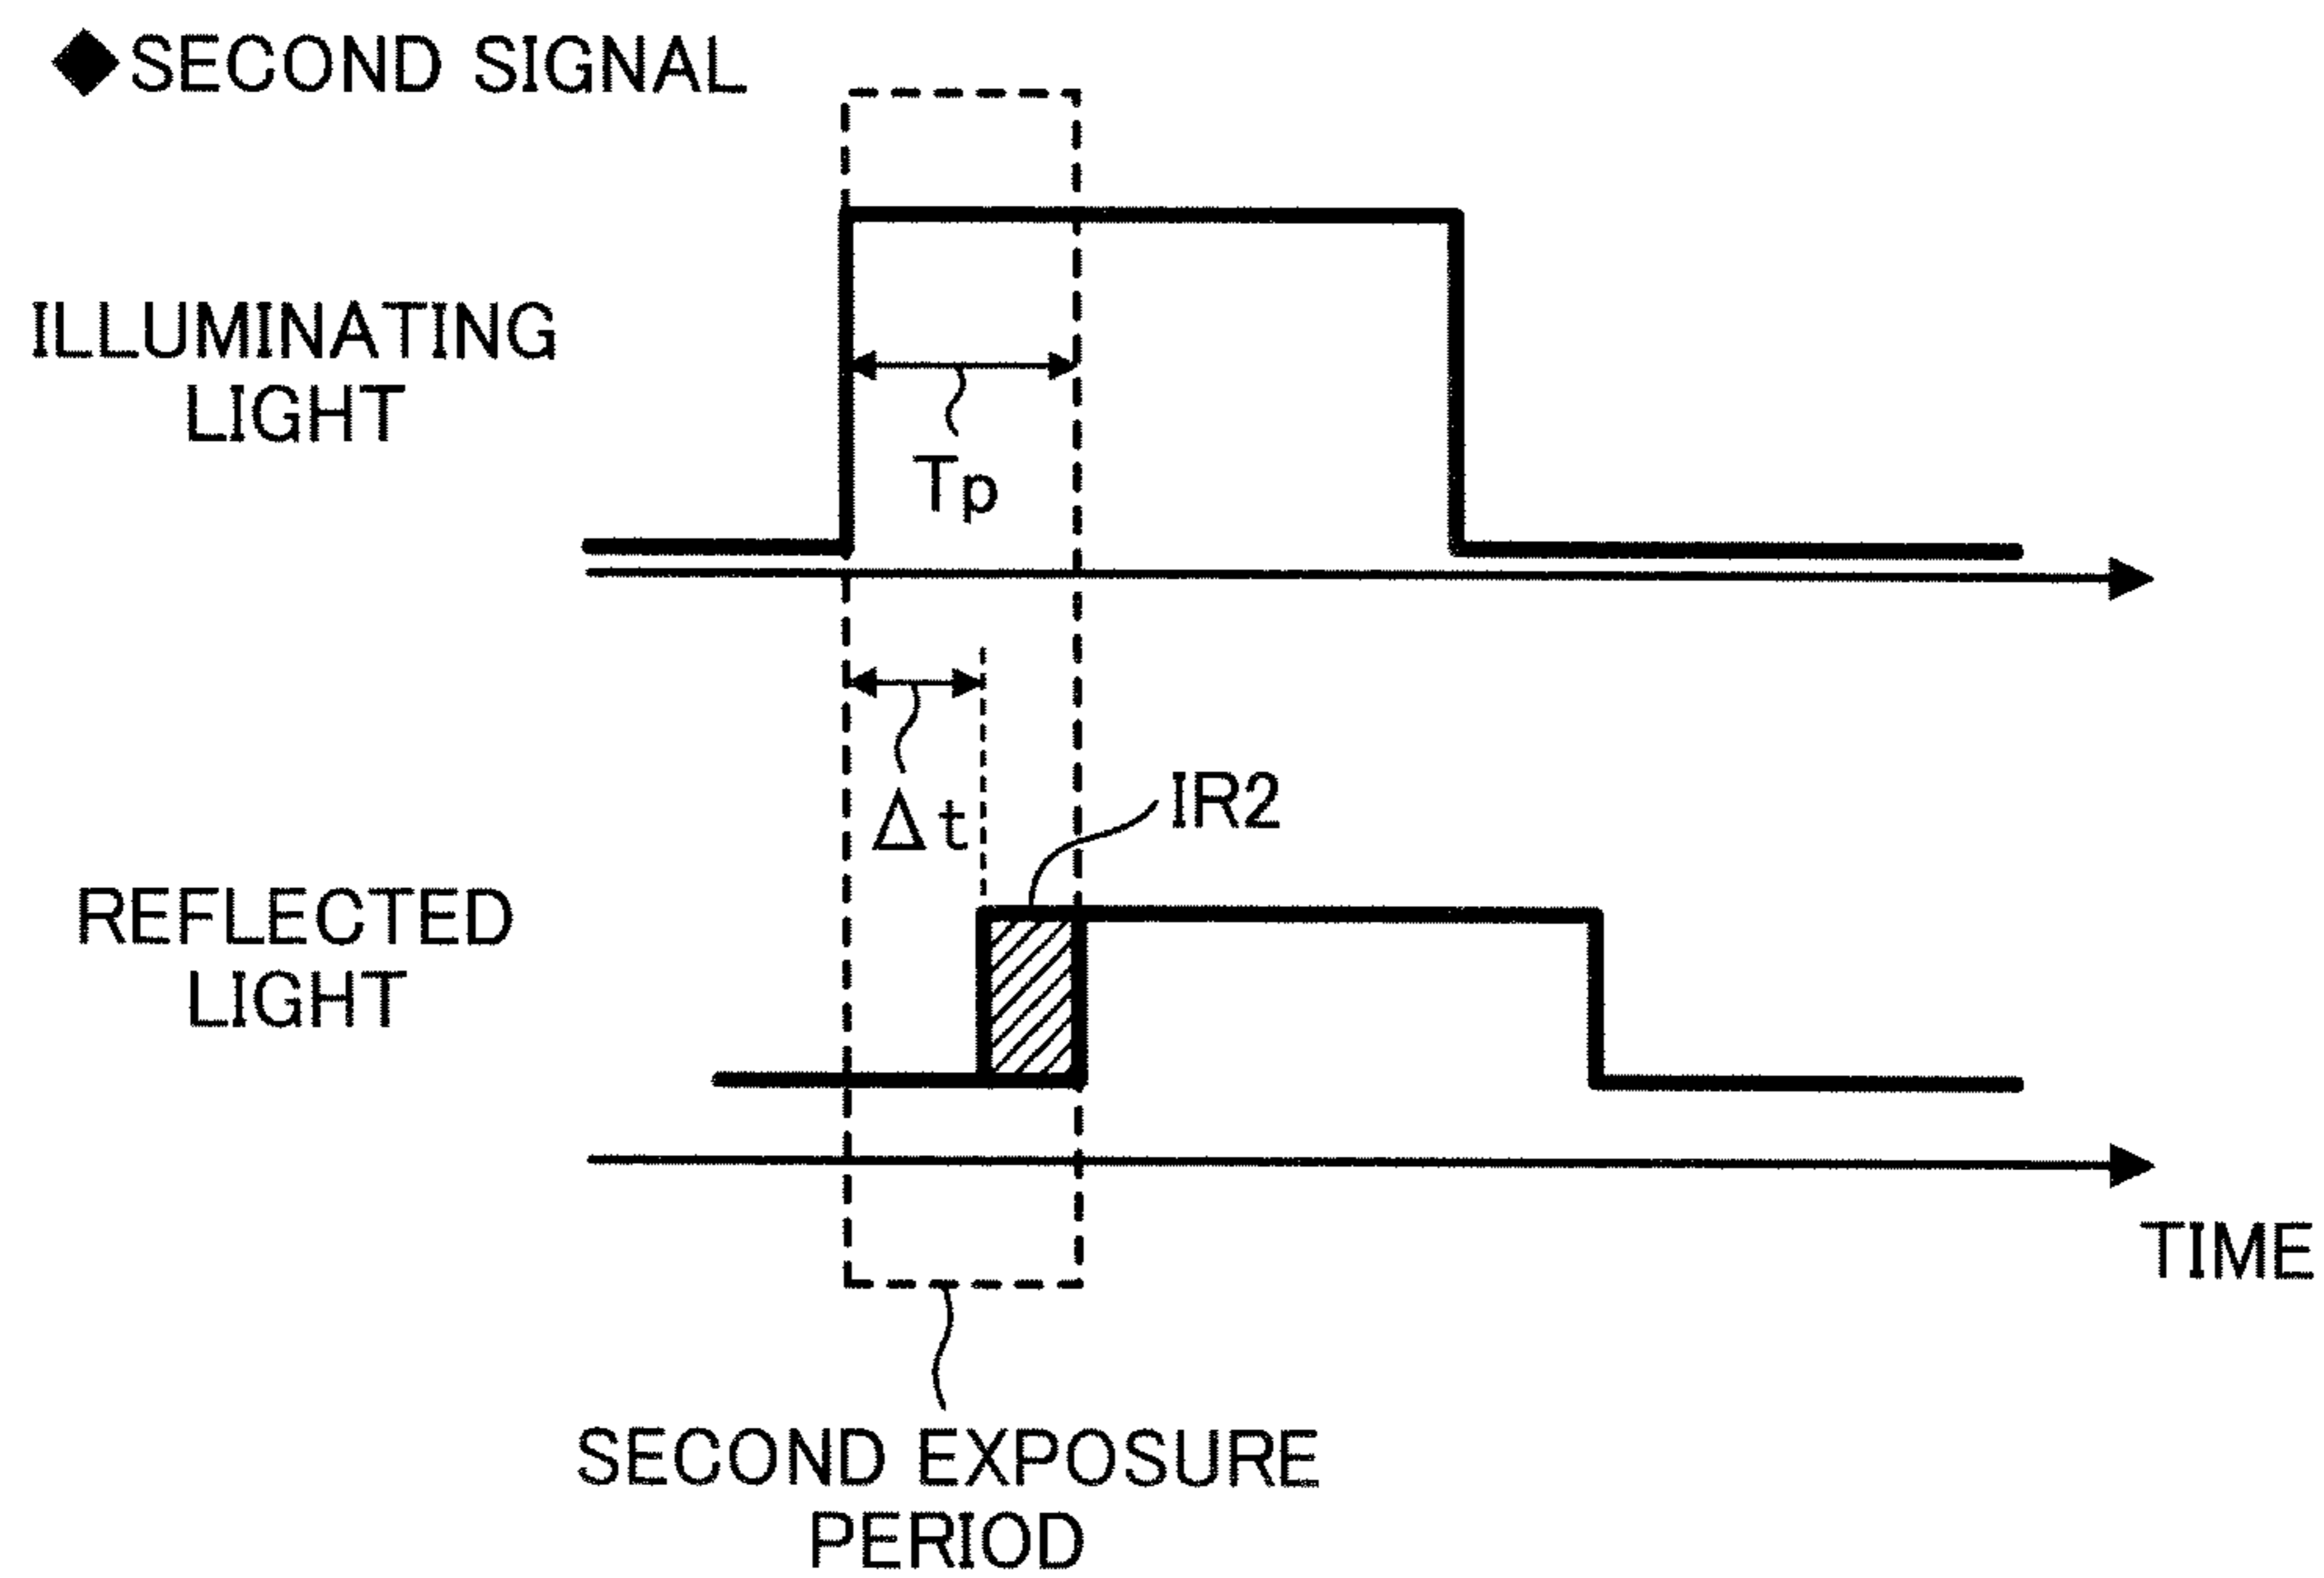 ◆SECOND SIGNAL
ILLUMINATING
LIGHT
Tp
Δt
IR2
REFLECTED
LIGHT
TIME
SECOND EXPOSURE
PERIOD